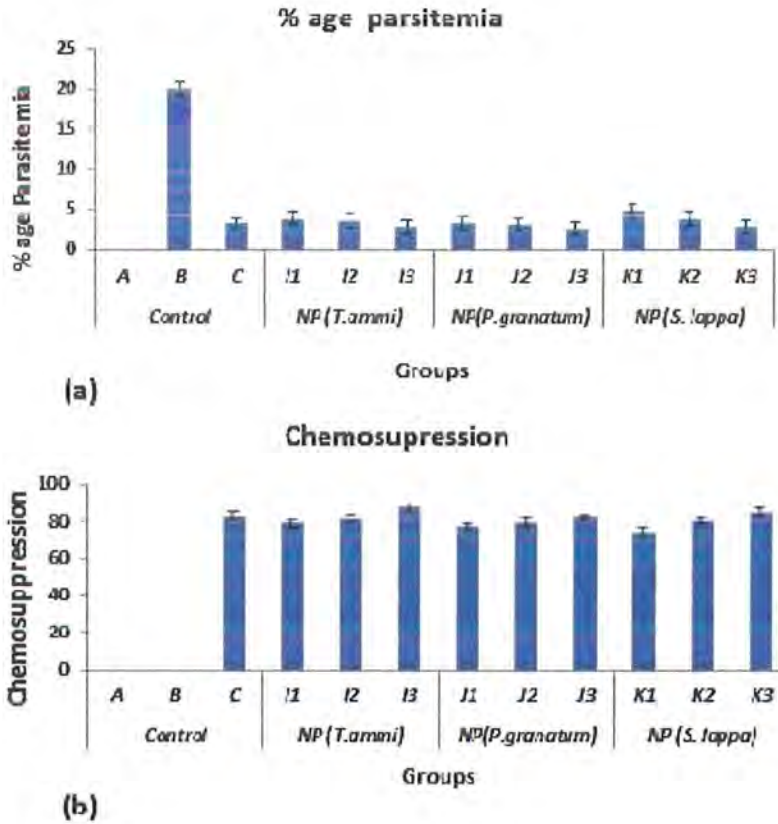 % age parsitemia
% age Parasitemia
25
20
15
10
5
0
A B C I1 I2 I3 J1 J2 J3 K1 K2 K3
Control NP (T.ammi) NP(P.granatum) NP (S. lappa)
Groups
(a)
Chemosupression
Chemosuppression
100
80
60
40
20
0
A B C I1 I2 I3 J1 J2 J3 K1 K2 K3
Control NP (T.ammi) NP(P.granatum) NP (S. lappa)
Groups
(b)